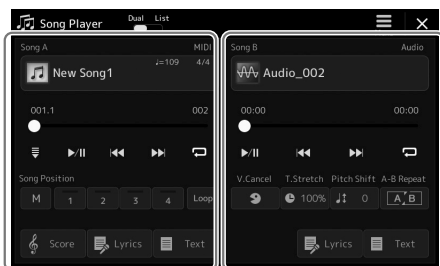 Song Player Dual List
Song A MIDI
New Song1 ♩=109 4/4
001.1 002
Song Position
M 1 2 3 4 Loop
Score Lyrics Text
Song B Audio
Audio_002
00:00 00:00
V.Cancel T.Stretch Pitch Shift A-B Repeat
100% 0 A B
Lyrics Text